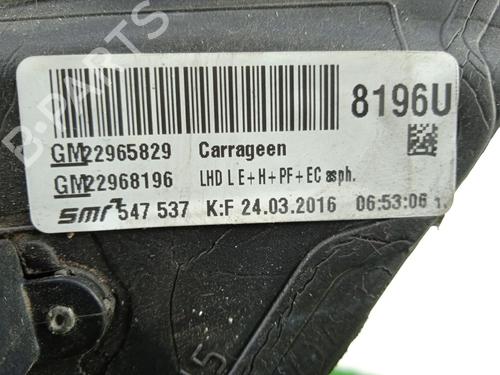 8196U
GM22965829 Carrageen
GM22968196 LHD L E+H+PF+EC asph.
smr 547 537 K:F 24.03.2016 06:53:06
B-PARTS